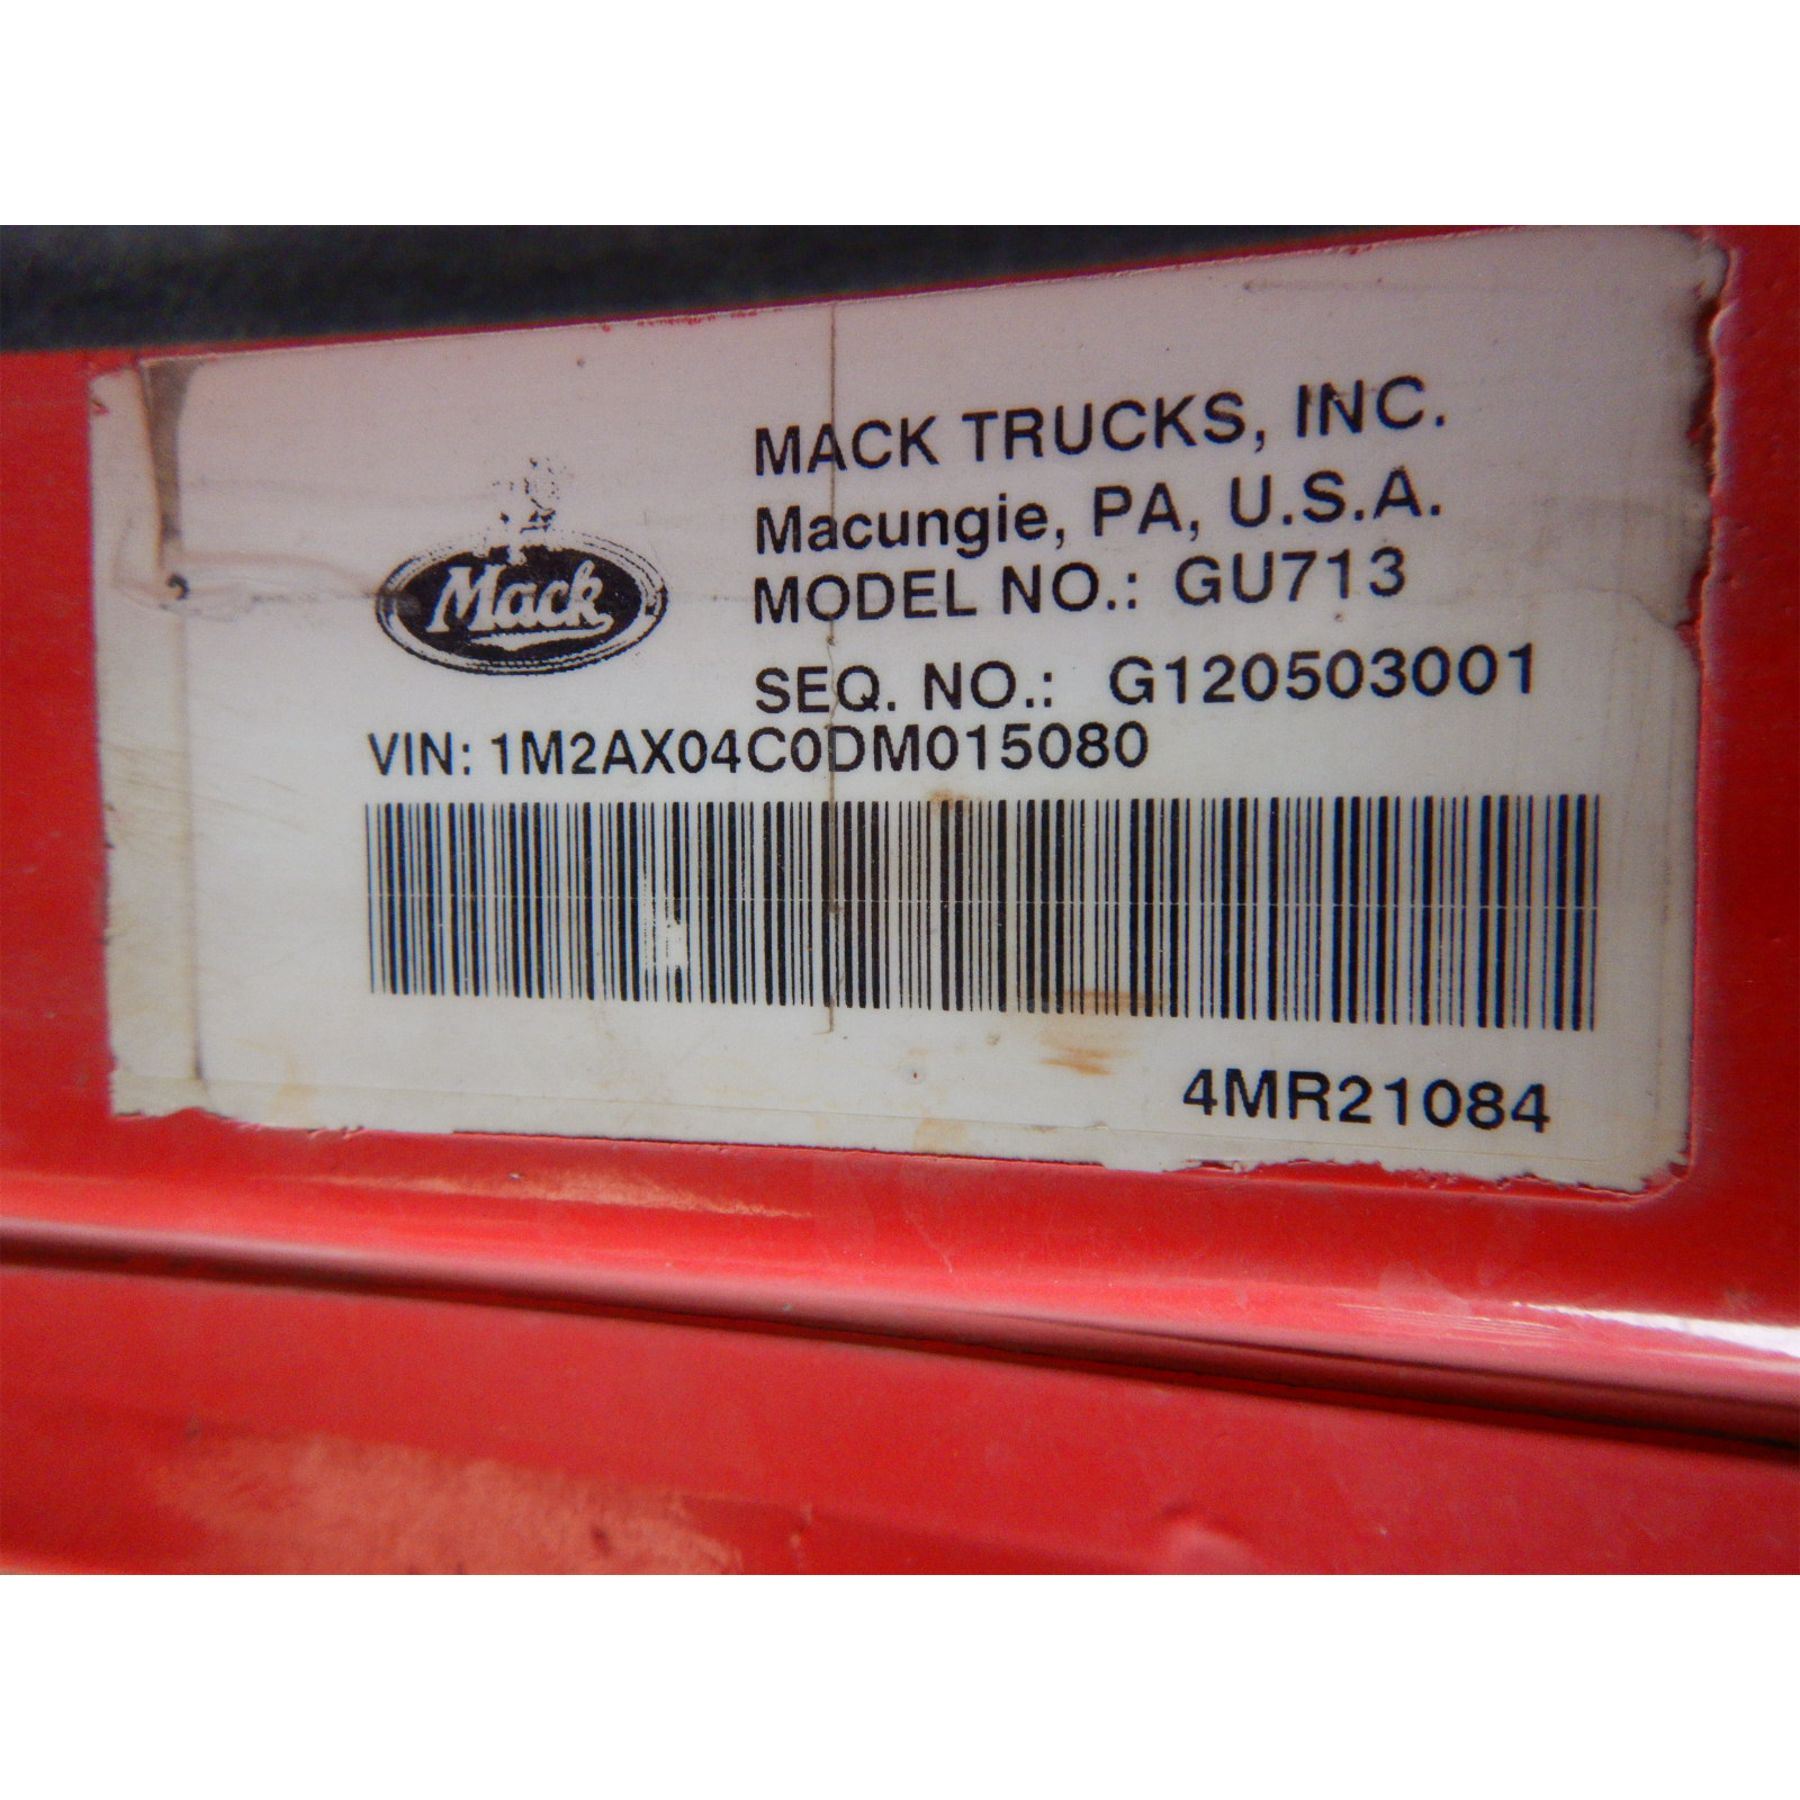 MACK TRUCKS, INC.
Macungie, PA, U.S.A.
Mack
MODEL NO.: GU713
SEQ. NO.: G120503001
VIN: 1M2AX04C0DM015080
4MR21084